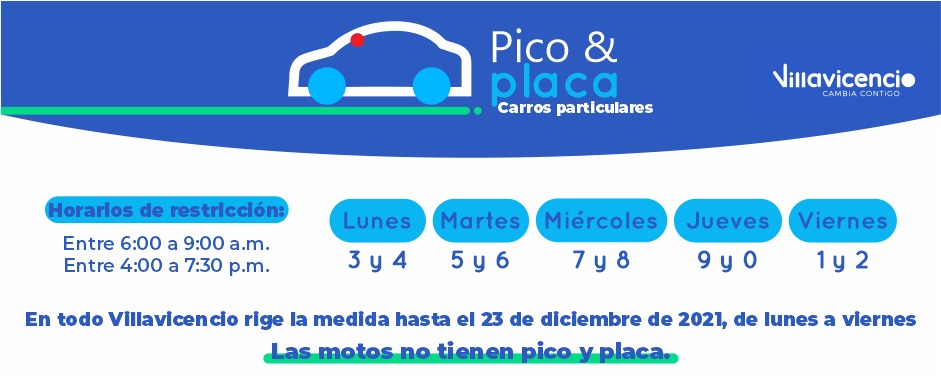 Pico &
placa
Carros particulares
Villavicencio
CAMBIA CONTIGO
Horarios de restricción:
Entre 6:00 a 9:00 a.m.
Entre 4:00 a 7:30 p.m.
Lunes Martes Miércoles Jueves Viernes
3 y 4 5 y 6 7 y 8 9 y 0 1 y 2
En todo Villavicencio rige la medida hasta el 23 de diciembre de 2021, de lunes a viernes
Las motos no tienen pico y placa.